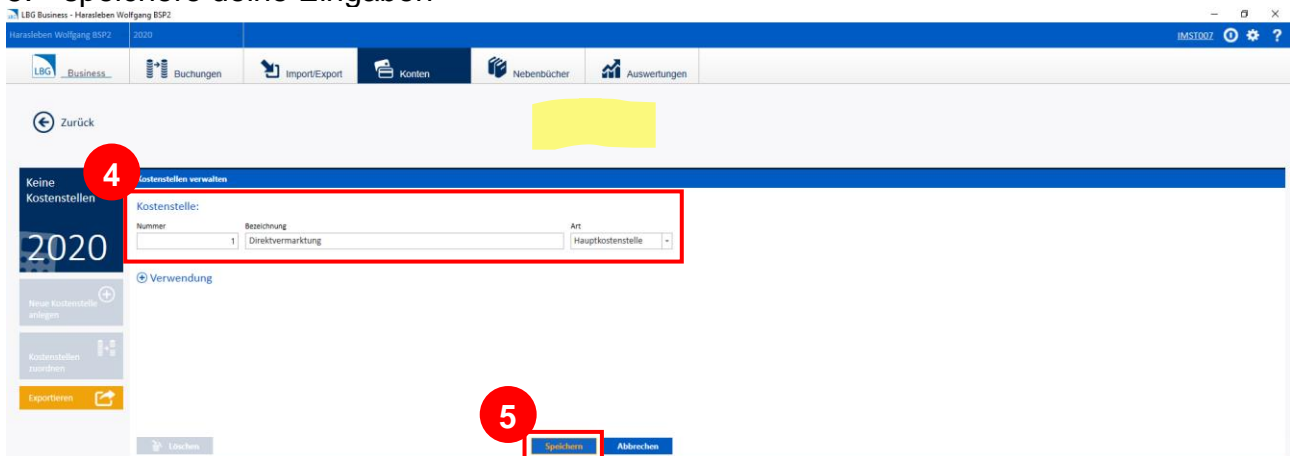 5. speichere deine Eingaben
LBG Business - Harasleben Wolfgang BSP2
Harasleben Wolfgang BSP2 2020 IMST007 ?
LBG Business Buchungen Import/Export Konten Nebenbücher Auswertungen
Zurück
4
Keine
Kostenstellen
2020
Kostenstellen verwalten
Kostenstelle:
Nummer Bezeichnung Art
1 Direktvermarktung Hauptkostenstelle
Verwendung
Neue Kostenstelle
anlegen
Kostenstellen
zuordnen
Exportieren
5
Löschen Speichern Abbrechen